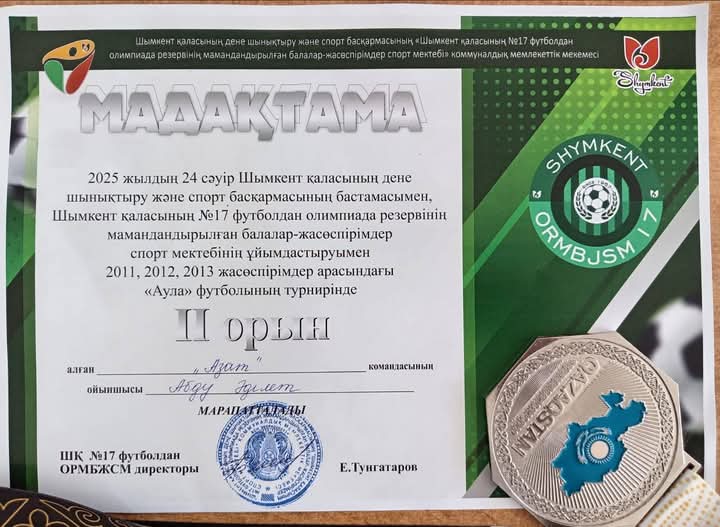 Шымкент қаласының дене шынықтыру және спорт басқармасының «Шымкент қаласының №17 футболдан
олимпиада резервінің мамандандырылған балалар-жасөспірімдер спорт мектебі» коммуналдық мемлекеттік мекемесі
Shymkent
МАДАҚТАМА
2025 жылдың 24 сәуір Шымкент қаласының дене
шынықтыру және спорт басқармасының бастамасымен,
Шымкент қаласының №17 футболдан олимпиада резервінің
мамандандырылған балалар-жасөспірімдер
спорт мектебінің ұйымдастыруымен
2011, 2012, 2013 жасөспірімдер арасындағы
«Аула» футболының турнирінде
II орын
алған „Азат" командасының
ойыншысы Абду Әділет
МАРАПАТТАЛАДЫ
ШҚ №17 футболдан
ОРМБЖСМ директоры Е.Тунгатаров
SHYMKENT
ORMBJSM 17
QAZAQSTAN